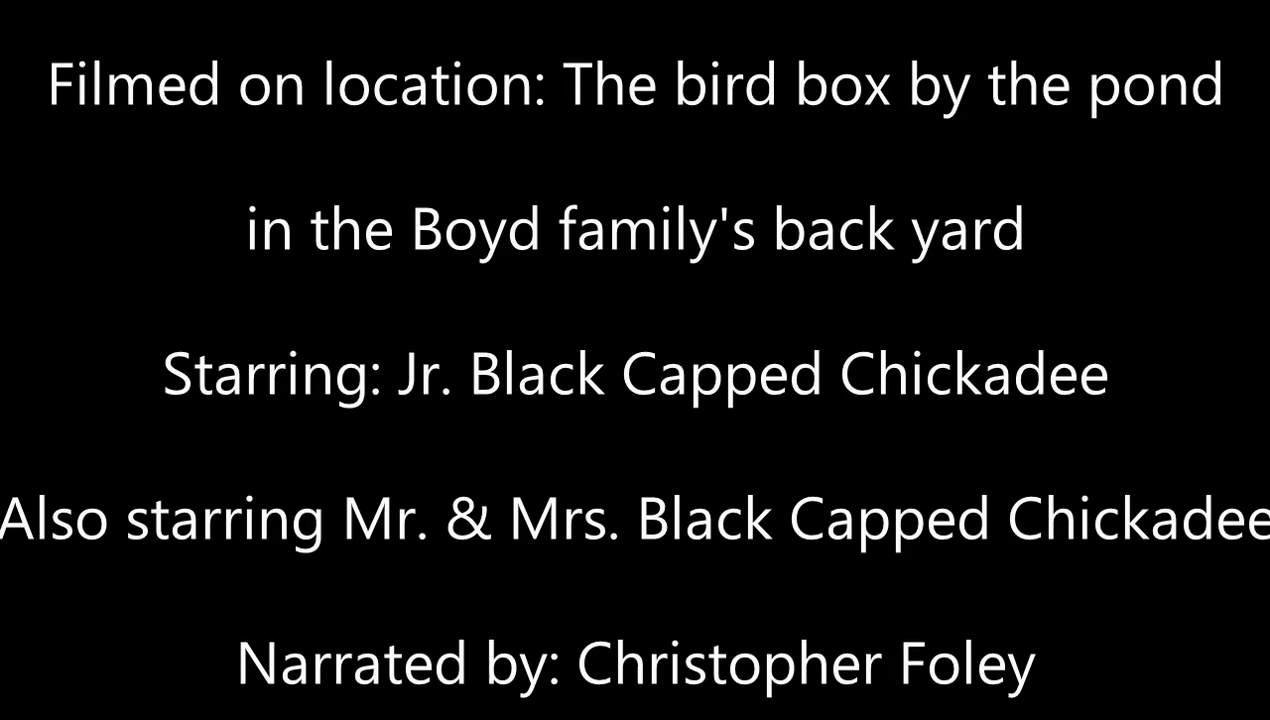 Filmed on location: The bird box by the pond
in the Boyd family's back yard
Starring: Jr. Black Capped Chickadee
Also starring Mr. & Mrs. Black Capped Chickadee
Narrated by: Christopher Foley